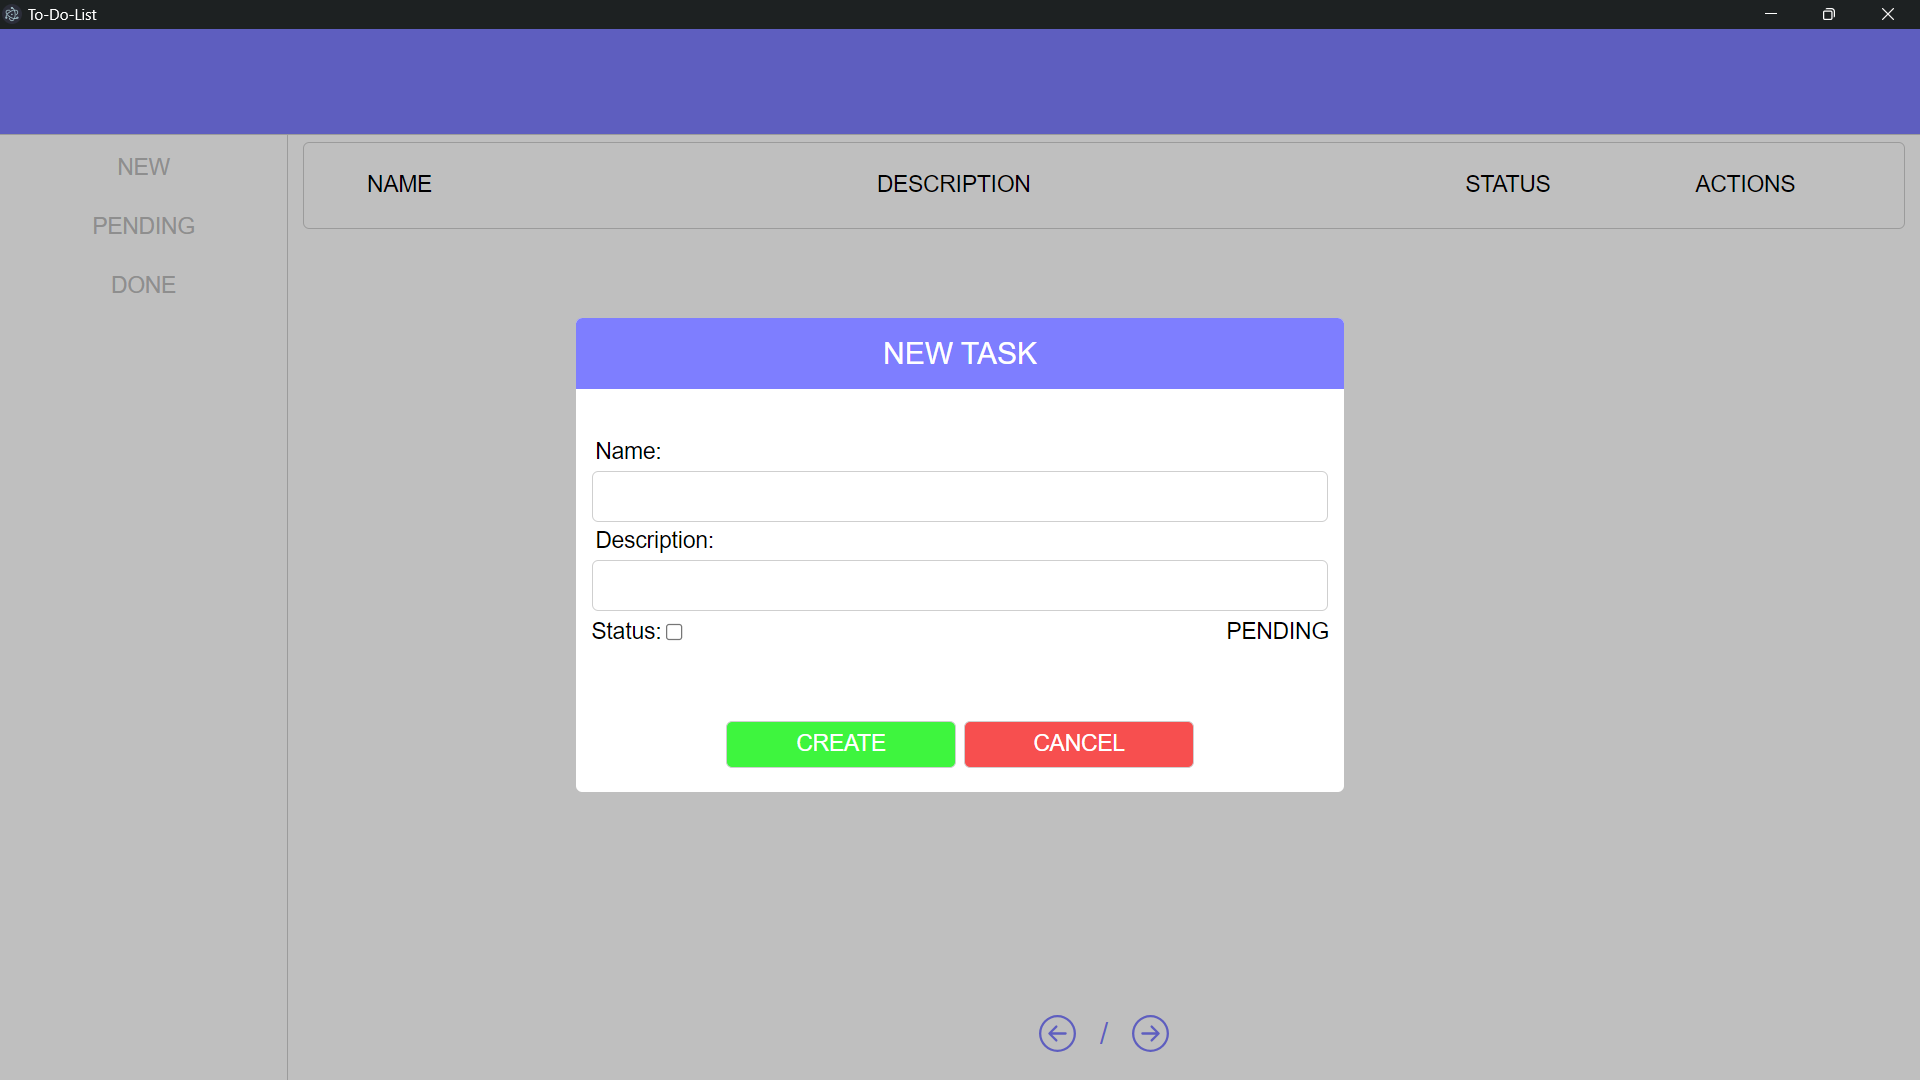 To-Do-List
NEW
PENDING
DONE
NAME DESCRIPTION STATUS ACTIONS
NEW TASK
Name:
Description:
Status: PENDING
CREATE CANCEL
/